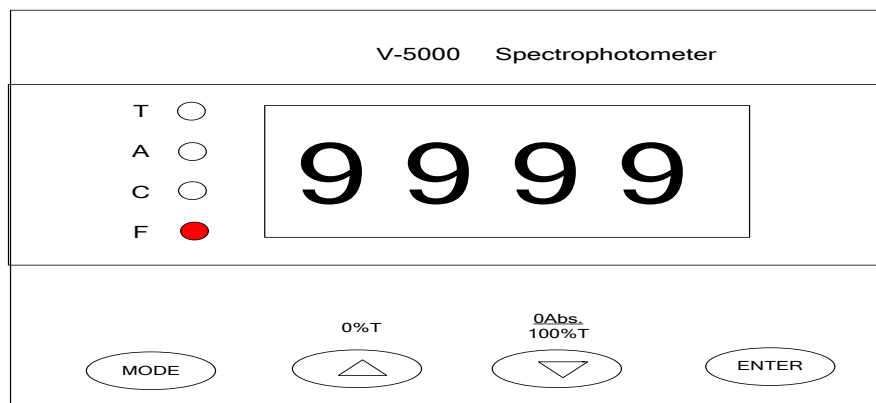 V-5000 Spectrophotometer
T
A
C
F
9999
0%T
0Abs.
100%T
MODE
ENTER